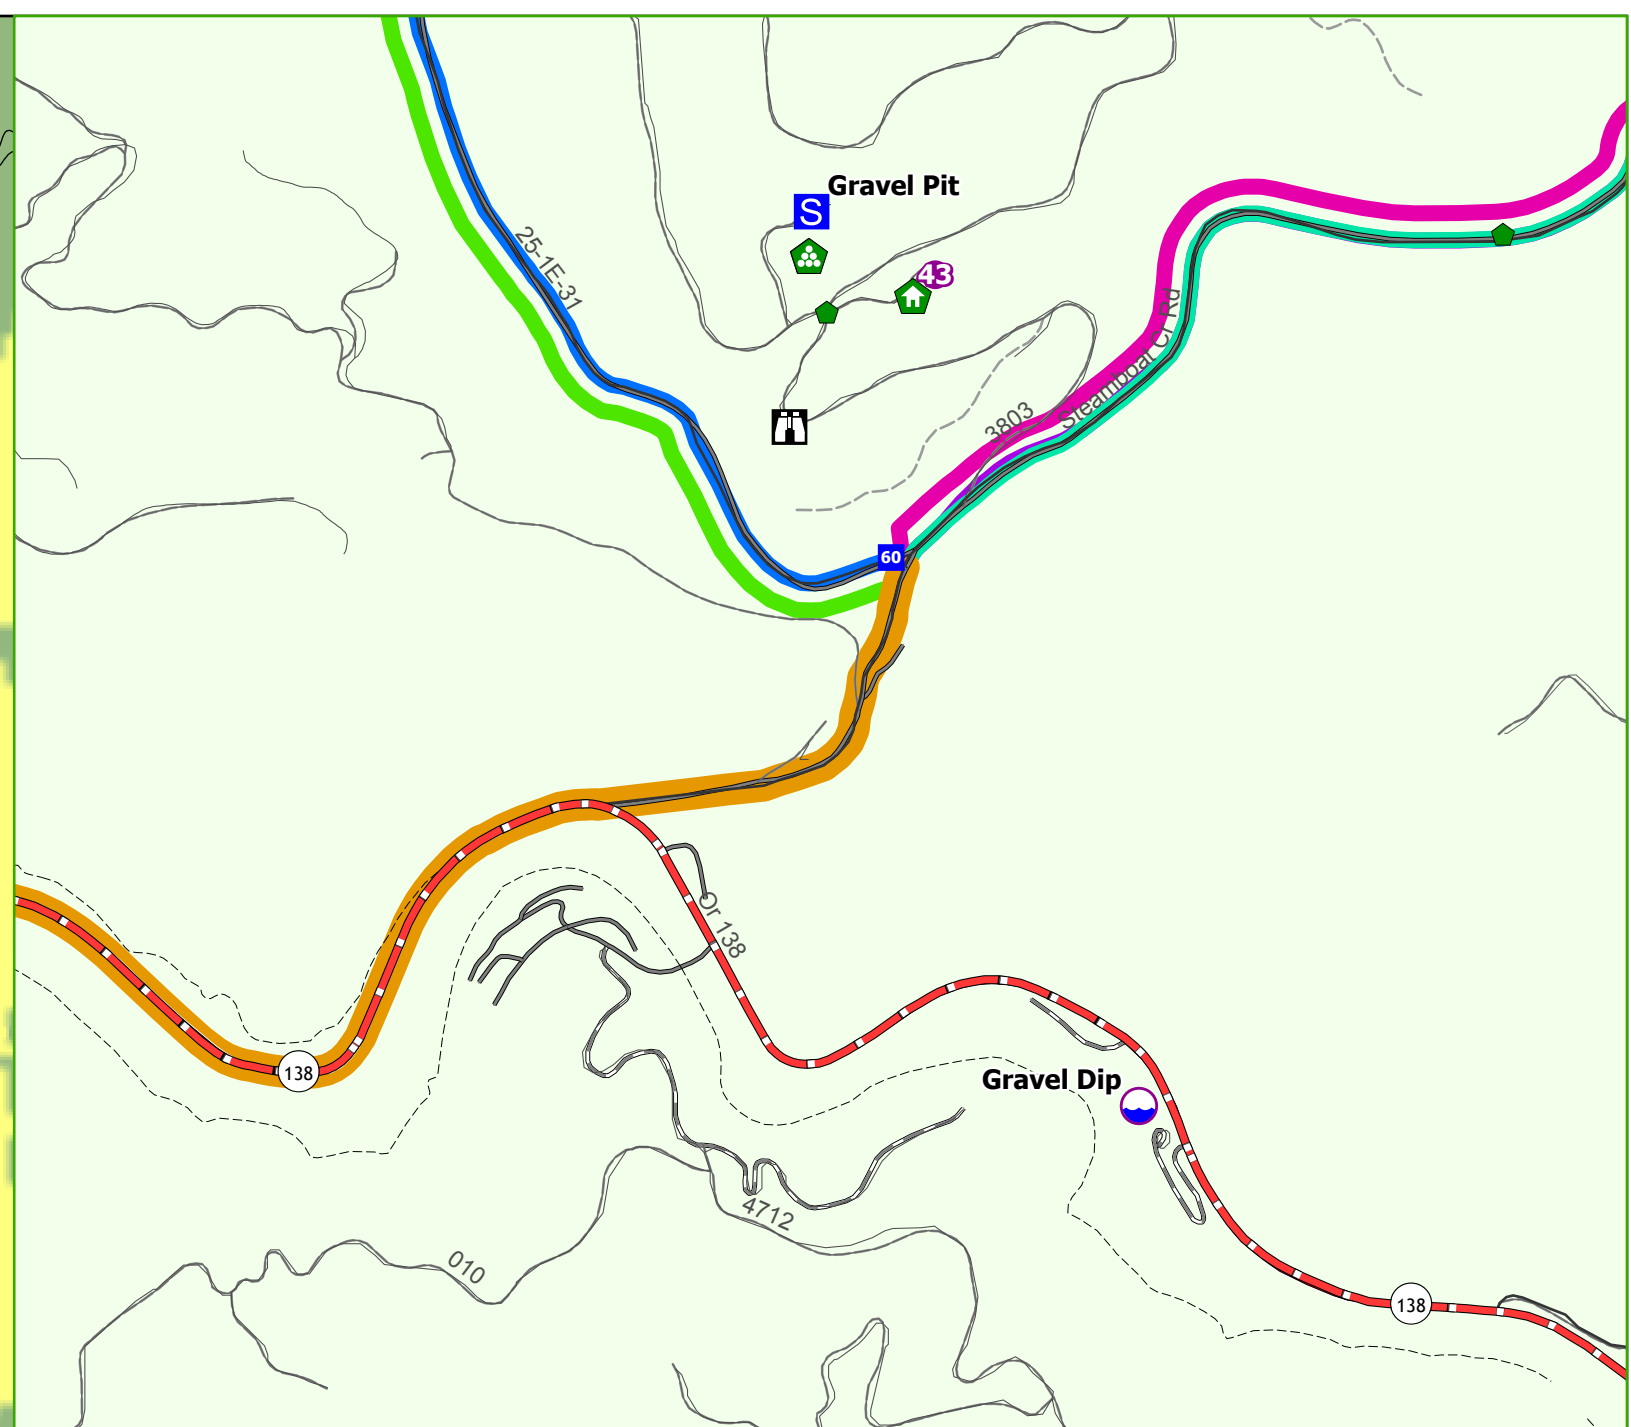 Gravel Pit
S
25-1E-31
43
Steamboat Cr Rd
3803
60
Or 138
138
Gravel Dip
4712
010
138